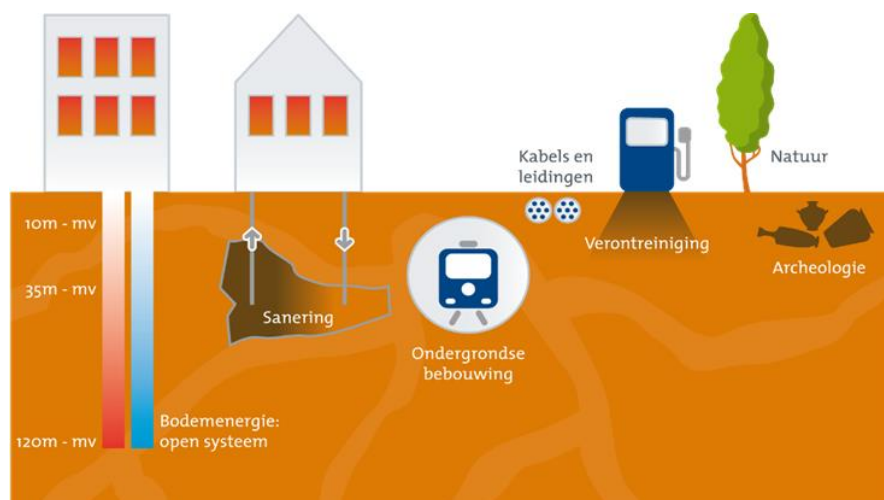 Kabels en
leidingen
Natuur
10m - mv
Verontreiniging
Archeologie
35m - mv
Sanering
Ondergrondse
bebouwing
Bodemenergie:
open systeem
120m - mv